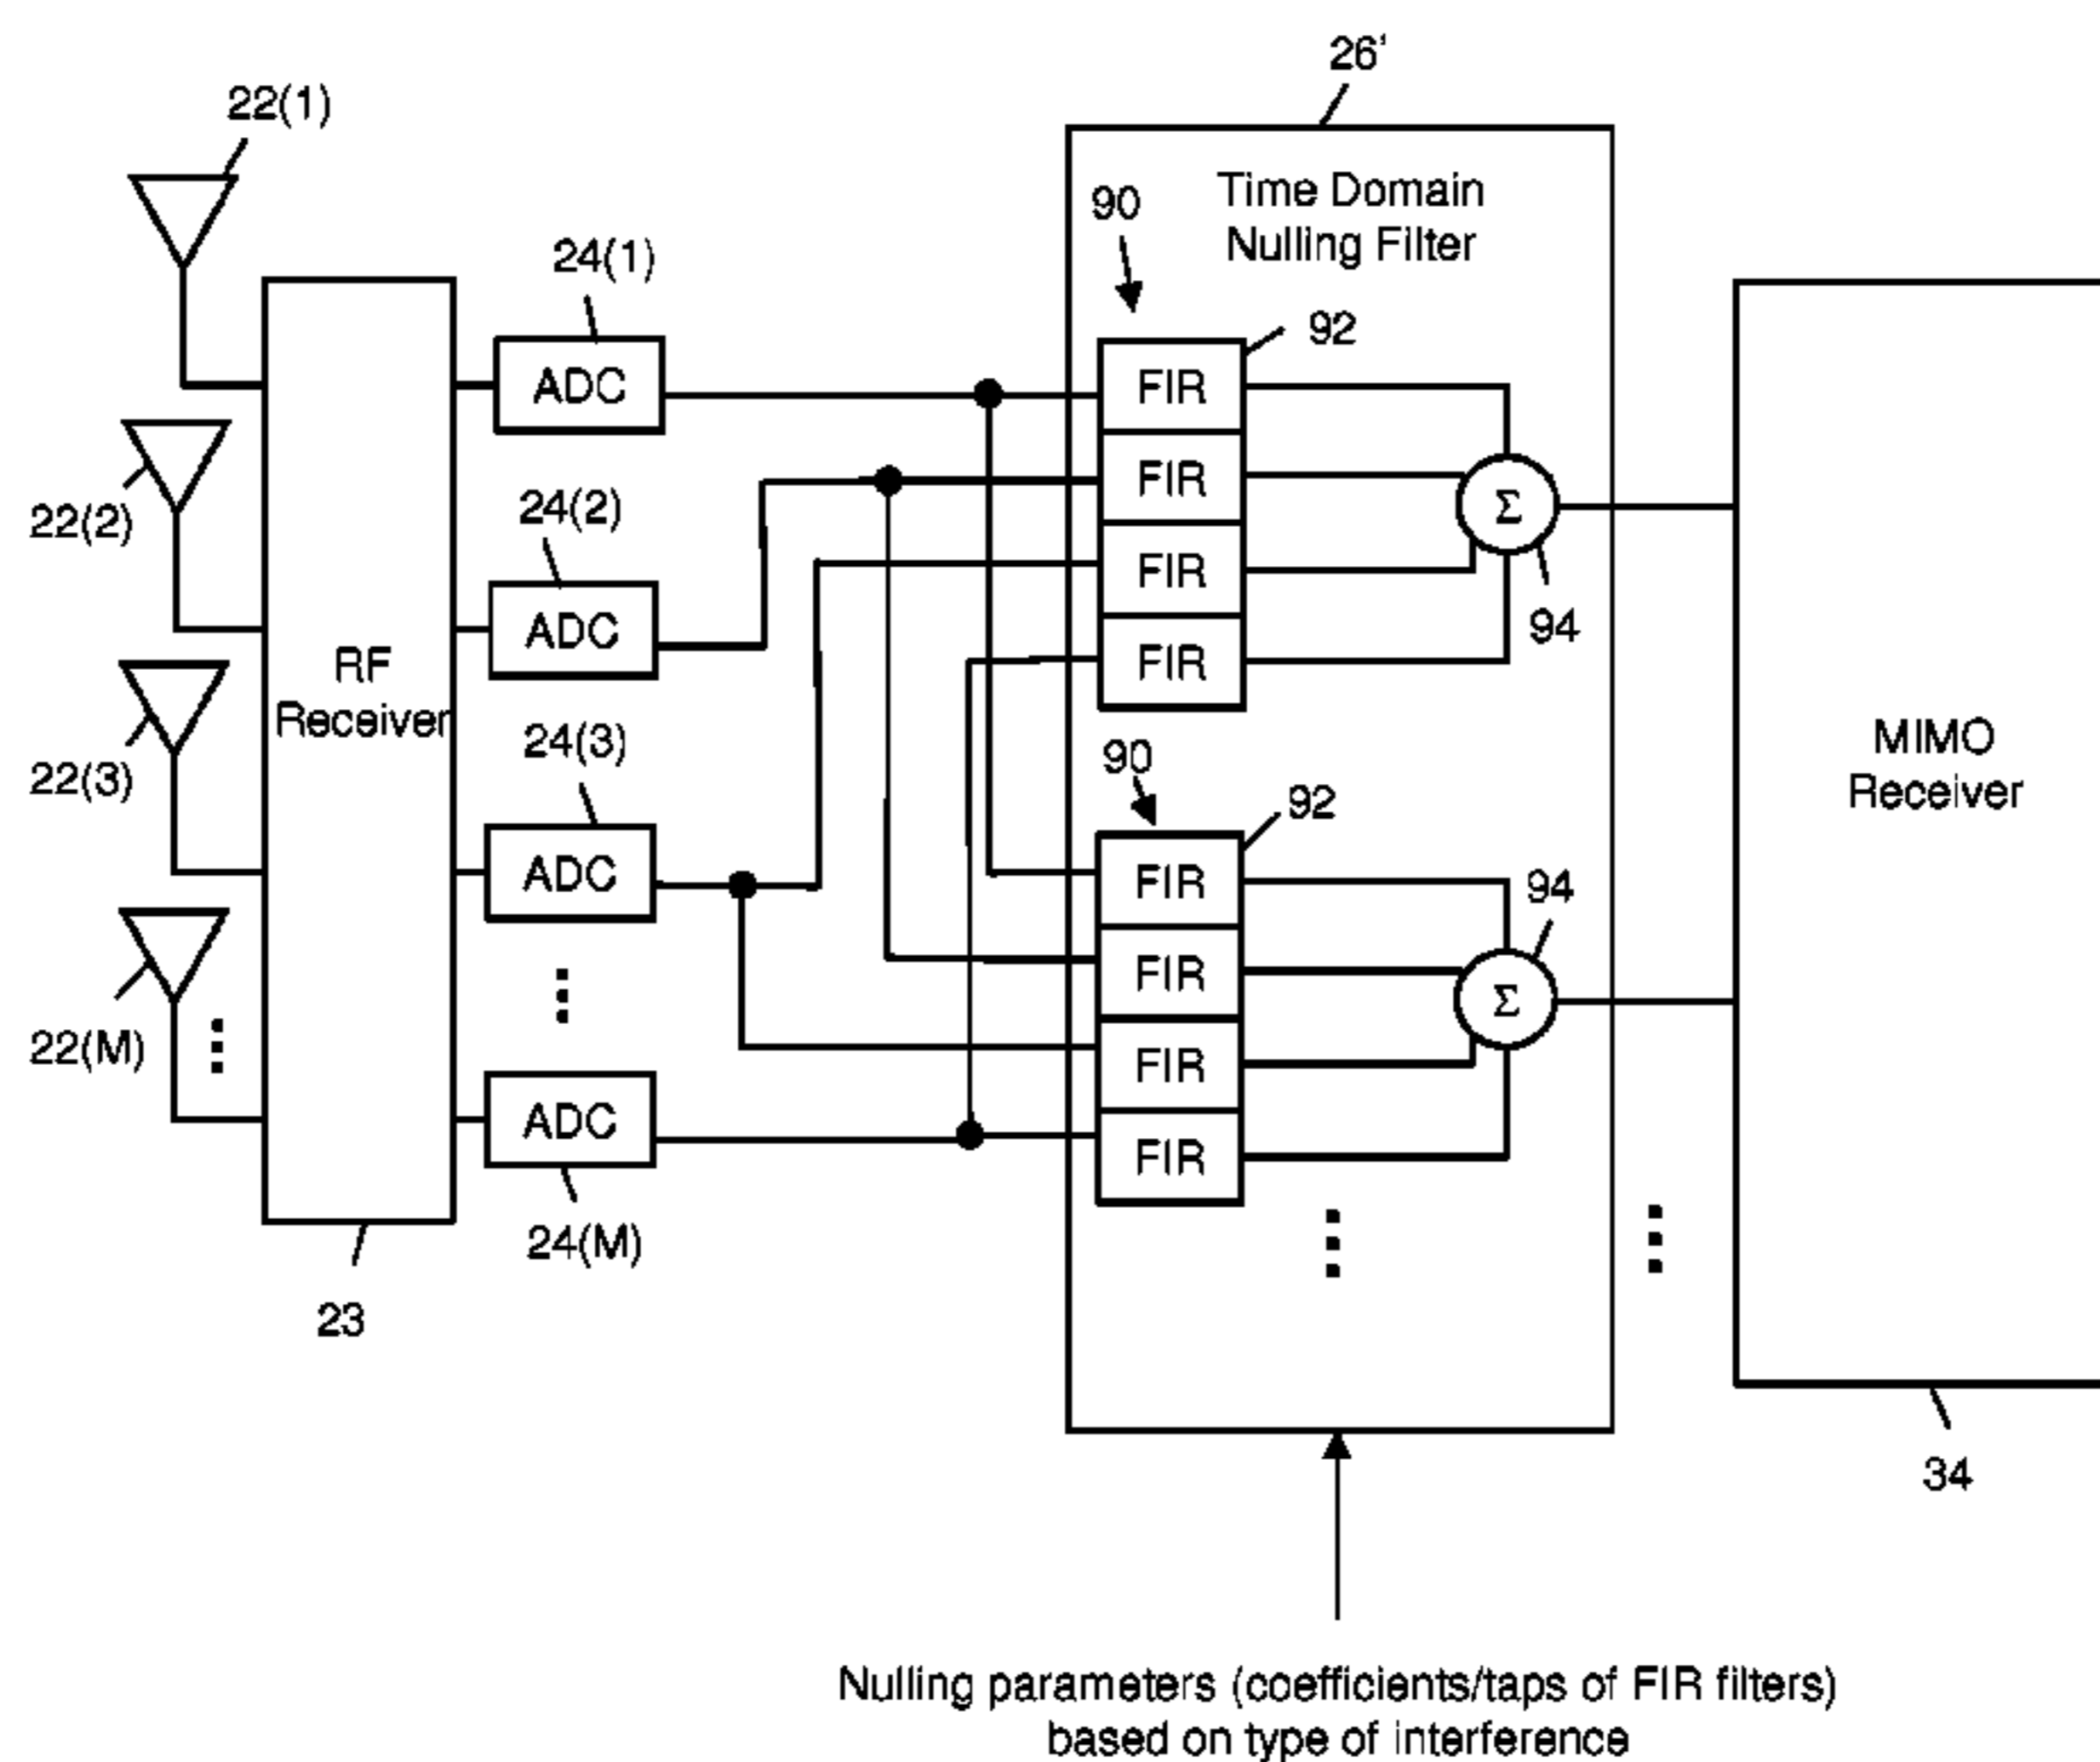 26'
22(1)
Time Domain
Nulling Filter
90
24(1)
92
ADC
FIR
FIR
Σ
22(2)
24(2)
FIR
94
ADC
FIR
RF
Receiver
24(3)
90
MIMO
Receiver
22(3)
92
ADC
FIR
94
FIR
Σ
22(M)
FIR
ADC
FIR
24(M)
23
34
Nulling parameters (coefficients/taps of FIR filters)
based on type of interference